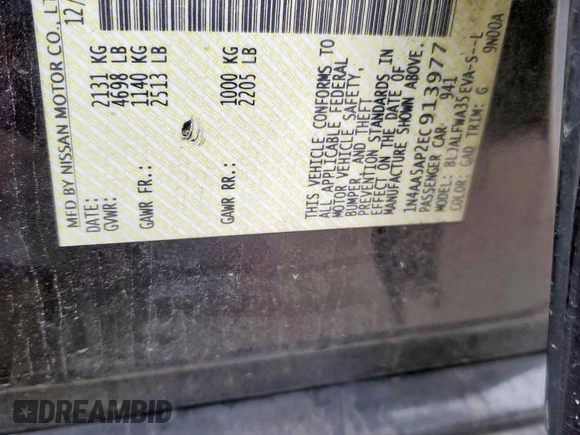 MFD BY NISSAN MOTOR CO., LT
DATE: 12/
GVWR: 2131 KG
4698 LB
GAWR FR.: 1140 KG
2513 LB
GAWR RR.: 1000 KG
2205 LB
THIS VEHICLE CONFORMS TO
ALL APPLICABLE FEDERAL
MOTOR VEHICLE SAFETY,
BUMPER, AND THEFT
PREVENTION STANDARDS IN
EFFECT ON THE DATE OF
MANUFACTURE SHOWN ABOVE.
1N4AA5AP2EC913977
PASSENGER CAR 941
MODEL: BLJALFWA35EVA-S---L
COLOR: GAD TRIM: G 9N00A
DREAMBID